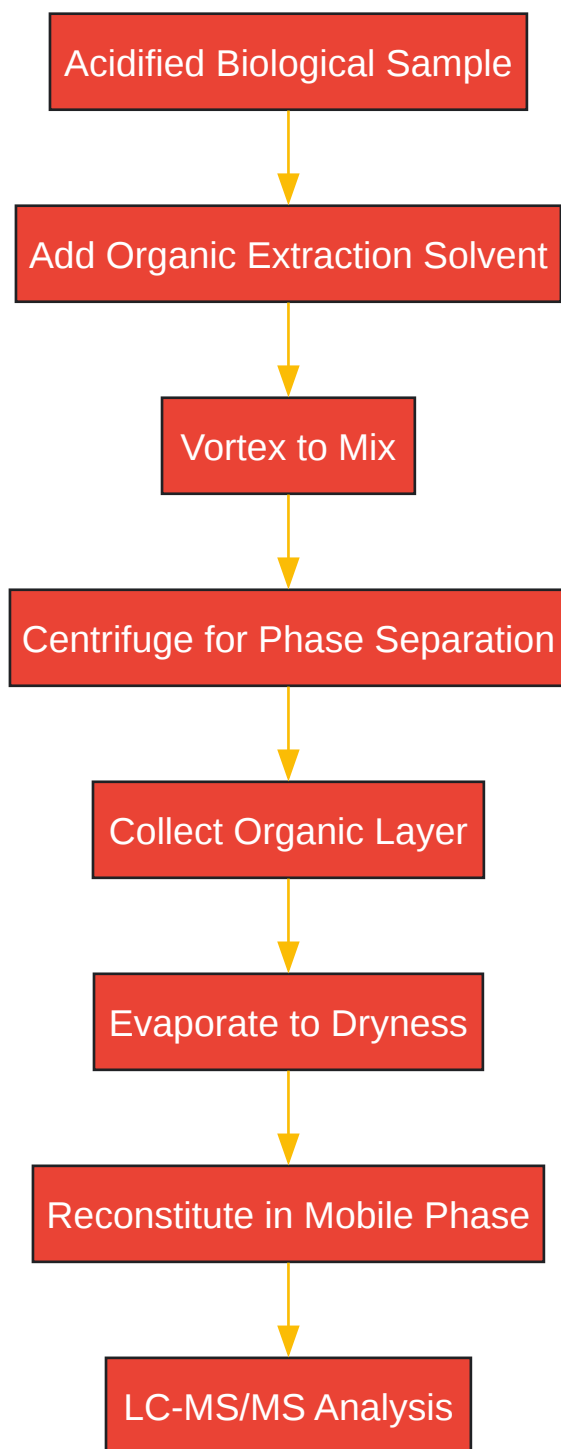 Acidified Biological Sample
Add Organic Extraction Solvent
Vortex to Mix
Centrifuge for Phase Separation
Collect Organic Layer
Evaporate to Dryness
Reconstitute in Mobile Phase
LC-MS/MS Analysis